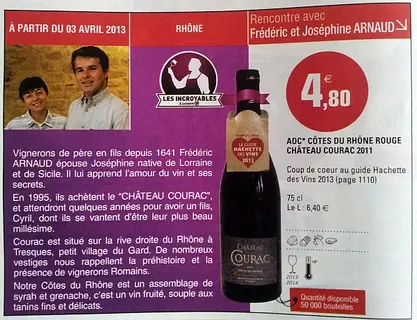 À PARTIR DU 03 AVRIL 2013
RHÔNE
Rencontre avec
Frédéric et Joséphine ARNAUD
LES INCROYABLES
4,€80
LE GUIDE
HACHETTE
DES VINS
2013
Vignerons de père en fils depuis 1641 Frédéric
ARNAUD épouse Joséphine native de Lorraine
et de Sicile. Il lui apprend l'amour du vin et ses
secrets.
En 1995, ils achètent le "CHÂTEAU COURAC",
et attendront quelques années pour avoir un fils,
Cyril, dont ils se vantent d'être leur plus beau
millésime.
Courac est situé sur la rive droite du Rhône à
Tresques, petit village du Gard. De nombreux
vestiges nous rappellent la préhistoire et la
présence de vignerons Romains.
Notre Côtes du Rhône est un assemblage de
syrah et grenache, c'est un vin fruité, souple aux
tanins fins et délicats.
CHÂTEAU
COURAC
CÔTES DU RHÔNE
AOC* CÔTES DU RHÔNE ROUGE
CHÂTEAU COURAC 2011
Coup de coeur au guide Hachette
des Vins 2013 (page 1110)
75 cl
Le L : 6,40 €
2013
2014
Quantité disponible
50 000 bouteilles